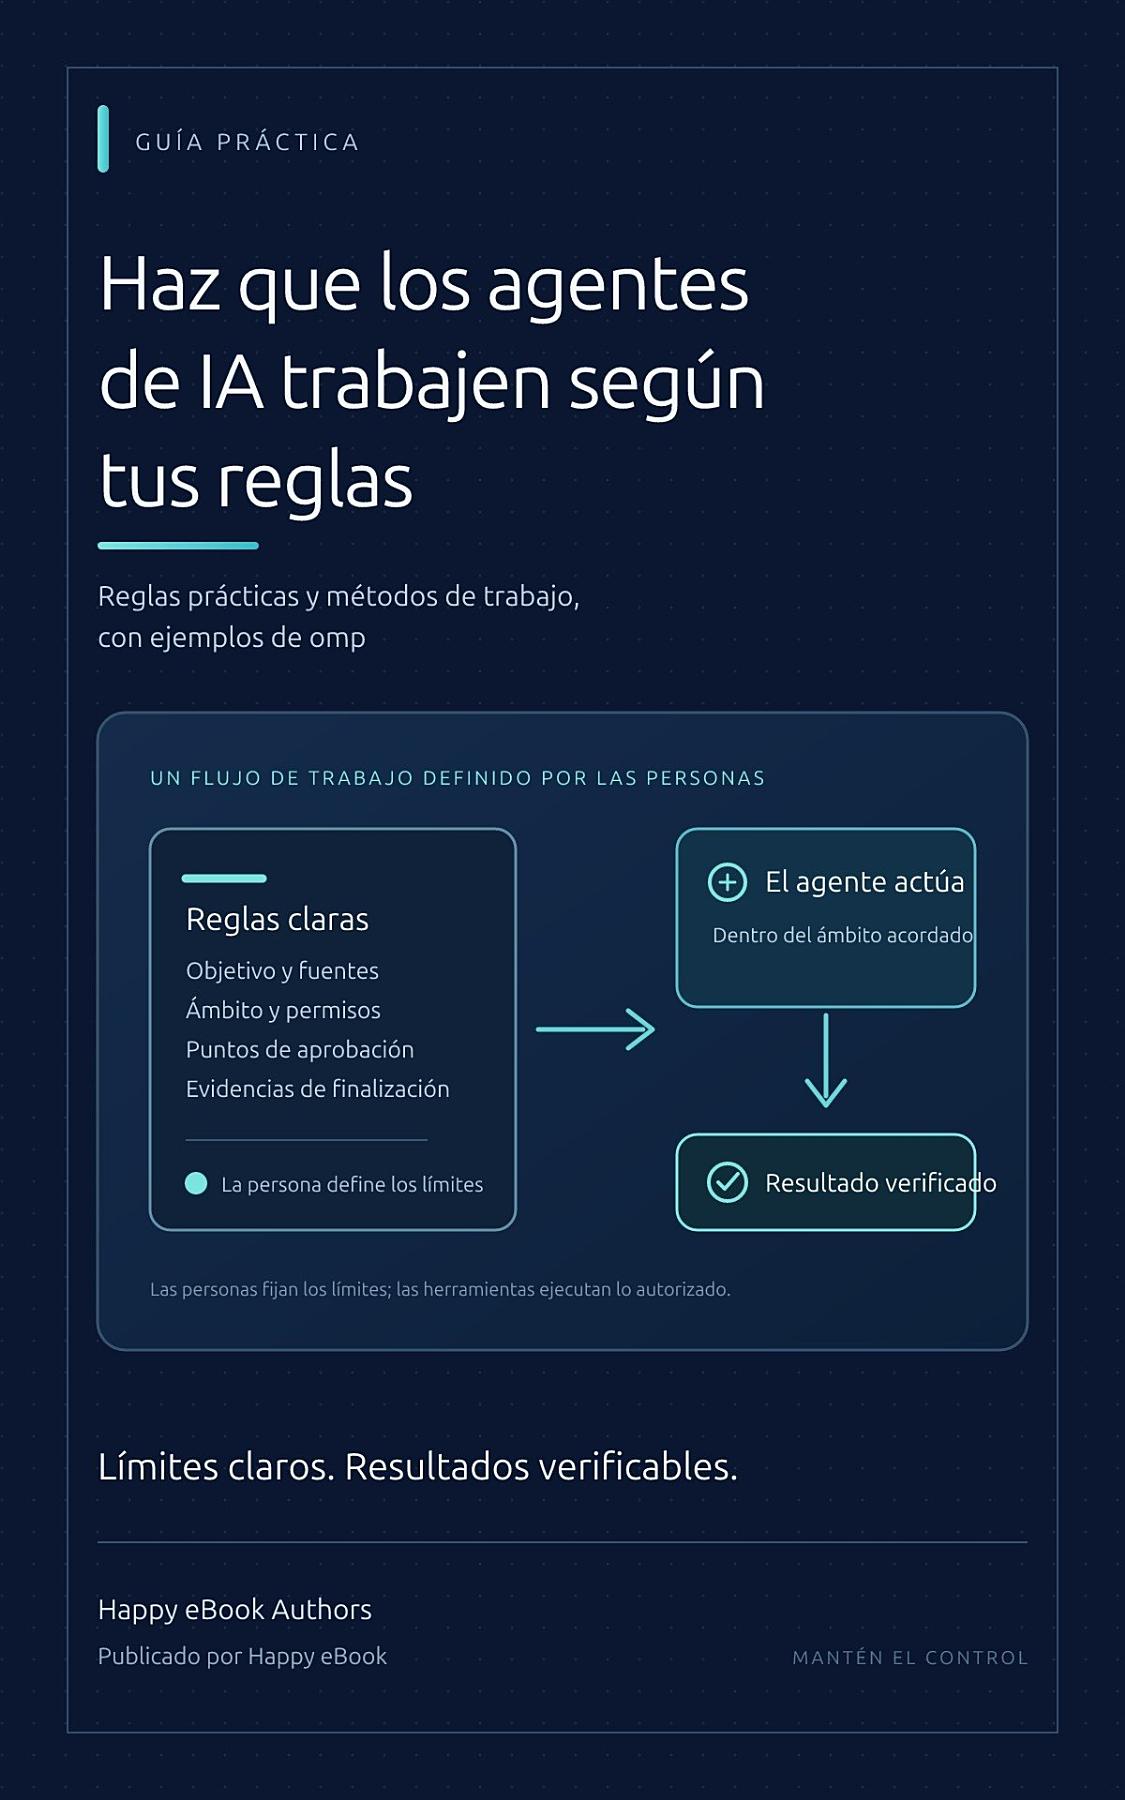 GUÍA PRÁCTICA
Haz que los agentes
de IA trabajen según
tus reglas
Reglas prácticas y métodos de trabajo,
con ejemplos de omp
UN FLUJO DE TRABAJO DEFINIDO POR LAS PERSONAS
Reglas claras
Objetivo y fuentes
Ámbito y permisos
Puntos de aprobación
Evidencias de finalización
La persona define los límites
El agente actúa
Dentro del ámbito acordado
Resultado verificado
Las personas fijan los límites; las herramientas ejecutan lo autorizado.
Límites claros. Resultados verificables.
Happy eBook Authors
Publicado por Happy eBook
MANTÉN EL CONTROL